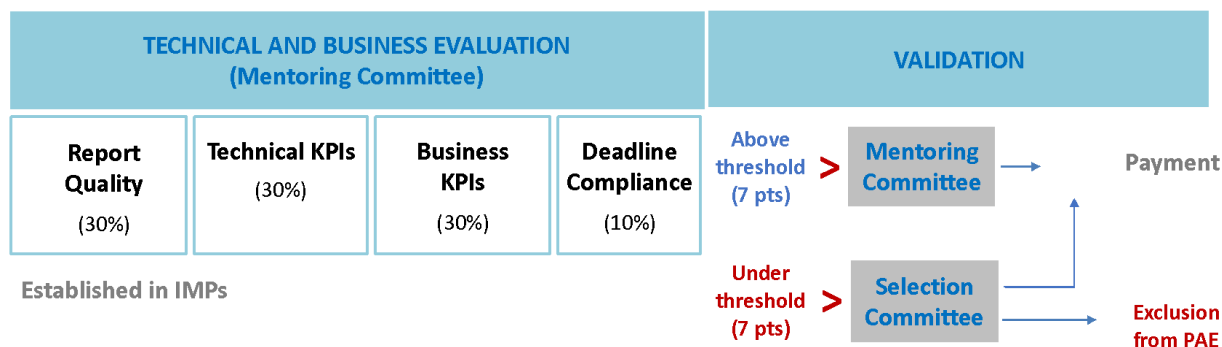 TECHNICAL AND BUSINESS EVALUATION
(Mentoring Committee)
VALIDATION
Report
Quality
(30%)
Technical KPIs
(30%)
Business
KPIs
(30%)
Deadline
Compliance
(10%)
Established in IMPs
Above
threshold
(7 pts)
>
Mentoring
Committee
Payment
Under
threshold
(7 pts)
>
Selection
Committee
Exclusion
from PAE